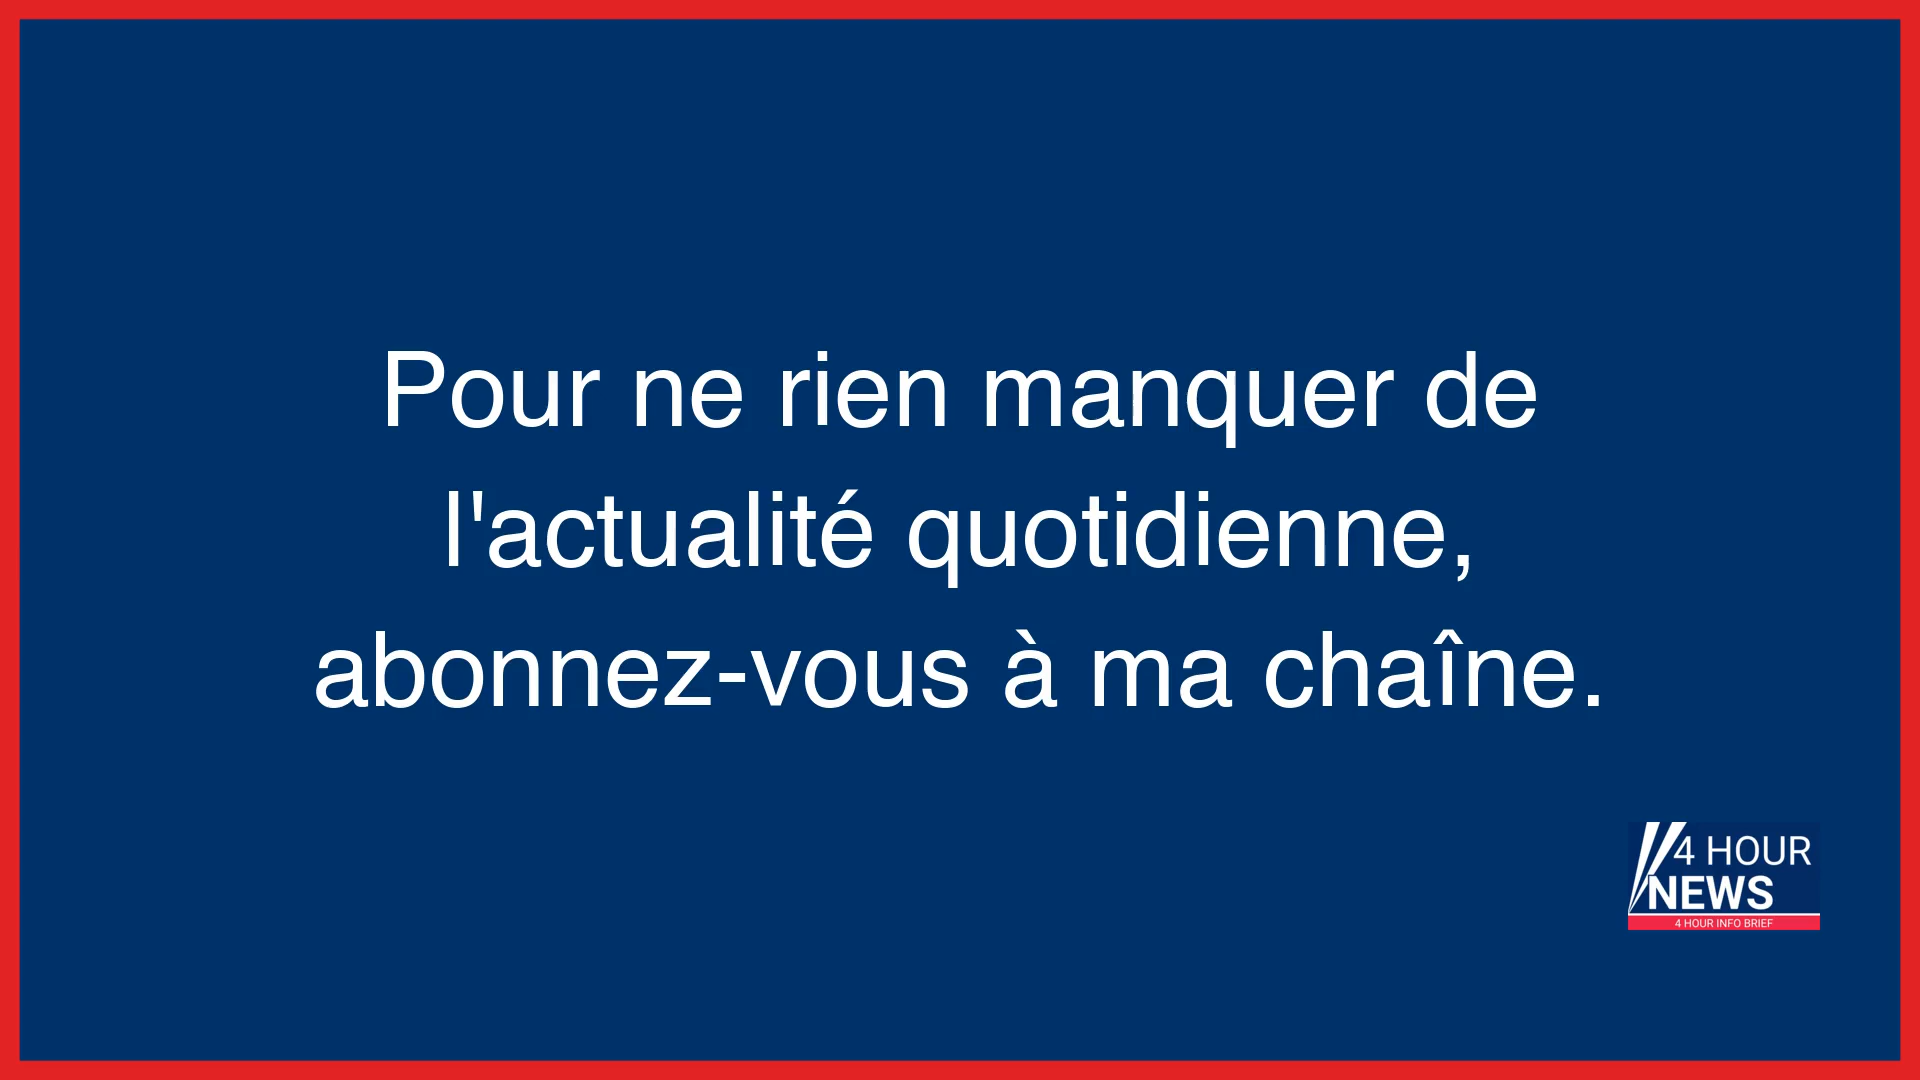 Pour ne rien manquer de
l'actualité quotidienne,
abonnez-vous à ma chaîne.
4 HOUR
NEWS
4 HOUR INFO BRIEF